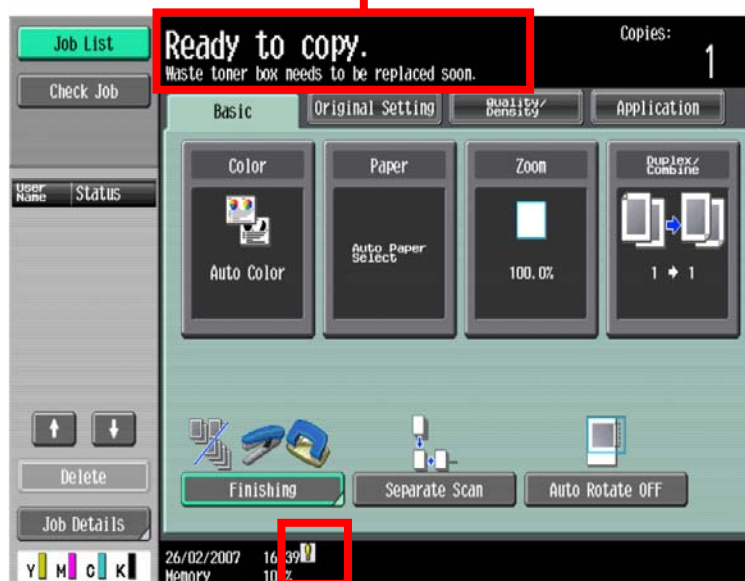 Job List
Check Job
Ready to copy.
Waste toner box needs to be replaced soon.
Copies:
1
Basic
Original Setting
Quality/
Density
Application
User
Name
Status
Color
Paper
Zoom
Duplex/
Combine
Auto Color
Auto Paper
Select
100.0%
1 → 1
Delete
Finishing
Separate Scan
Auto Rotate OFF
Job Details
Y M C K
26/02/2007
Memory